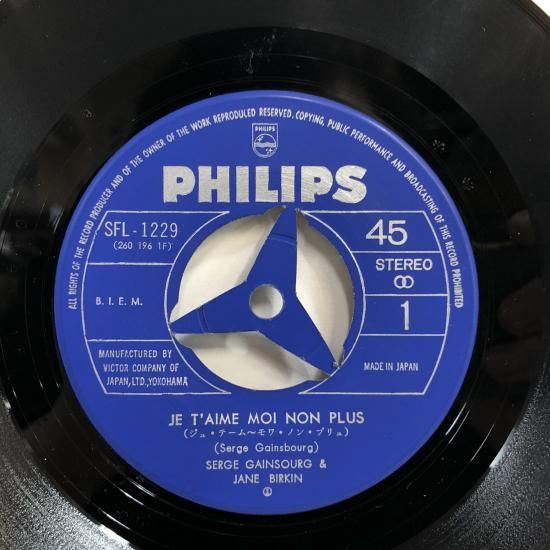 ALL RIGHTS OF THE RECORD PRODUCER AND OF THE OWNER OF THE WORK REPRODUCED RESERVED, COPYING, PUBLIC PERFORMANCE AND BROADCASTING OF THIS RECORD PROHIBITED
PHILIPS
PHILIPS
SFL-1229
(260 196 1F)
45
STEREO
B. I. E. M.
1
MANUFACTURED BY
VICTOR COMPANY OF
JAPAN, LTD., YOKOHAMA
MADE IN JAPAN
JE T'AIME MOI NON PLUS
(ジュ・テーム〜モワ・ノン・プリュ)
(Serge Gainsbourg)
SERGE GAINSOURG &
JANE BIRKIN